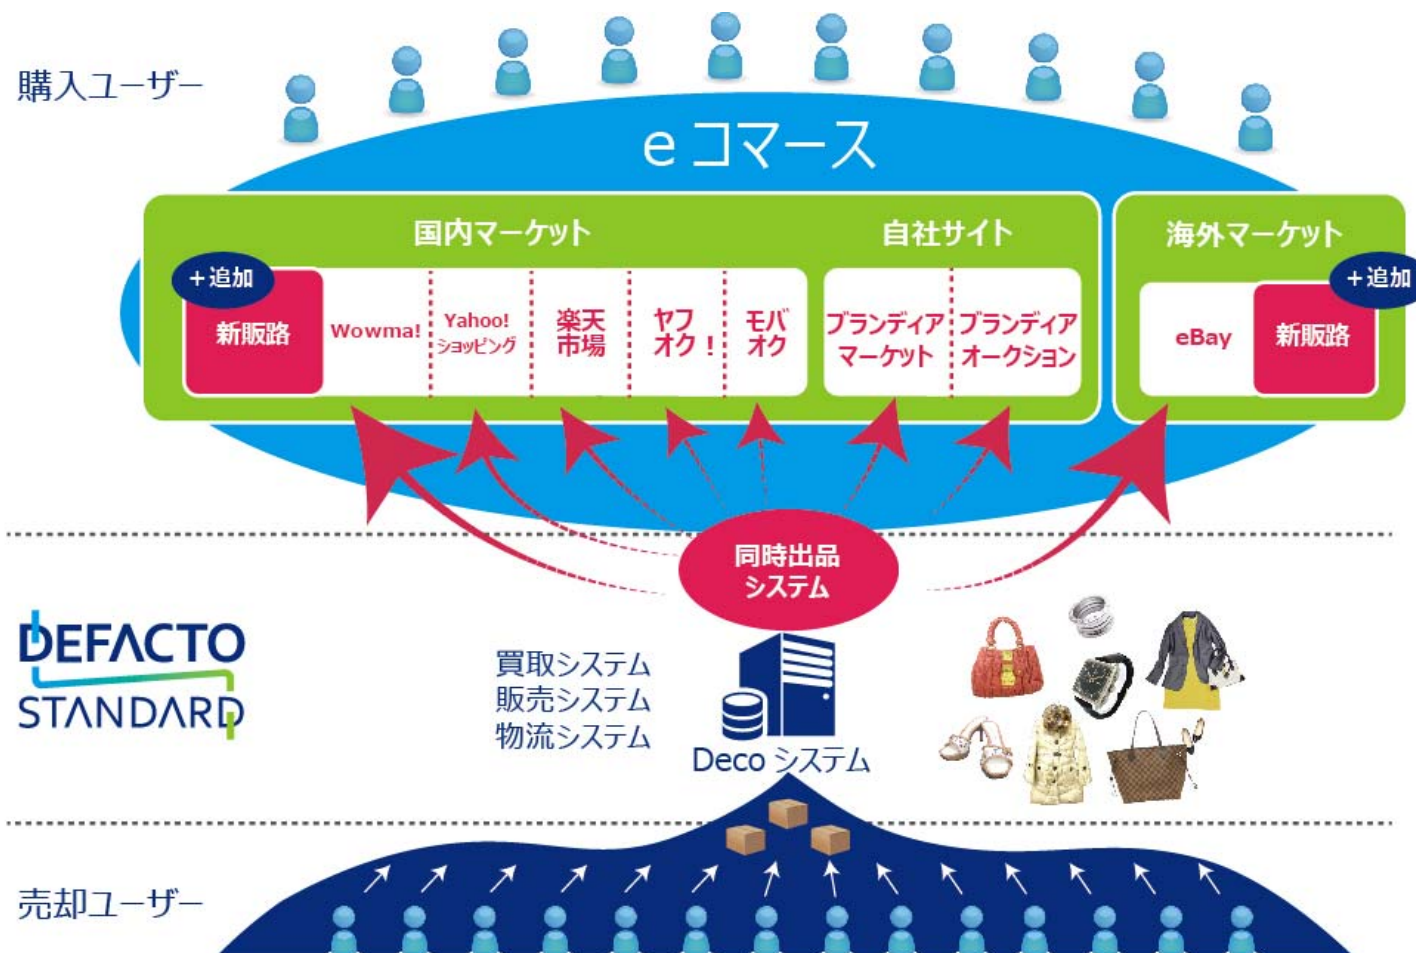 購入ユーザー
e コマース
国内マーケット
自社サイト
海外マーケット
+追加
+追加
新販路
Wowma!
Yahoo!
ショッピング
楽天
市場
ヤフ
オク！
モバ
オク
ブランディア
マーケット
ブランディア
オークション
eBay
新販路
同時出品
システム
DEFACTO
STANDARD
買取システム
販売システム
物流システム
Deco システム
売却ユーザー